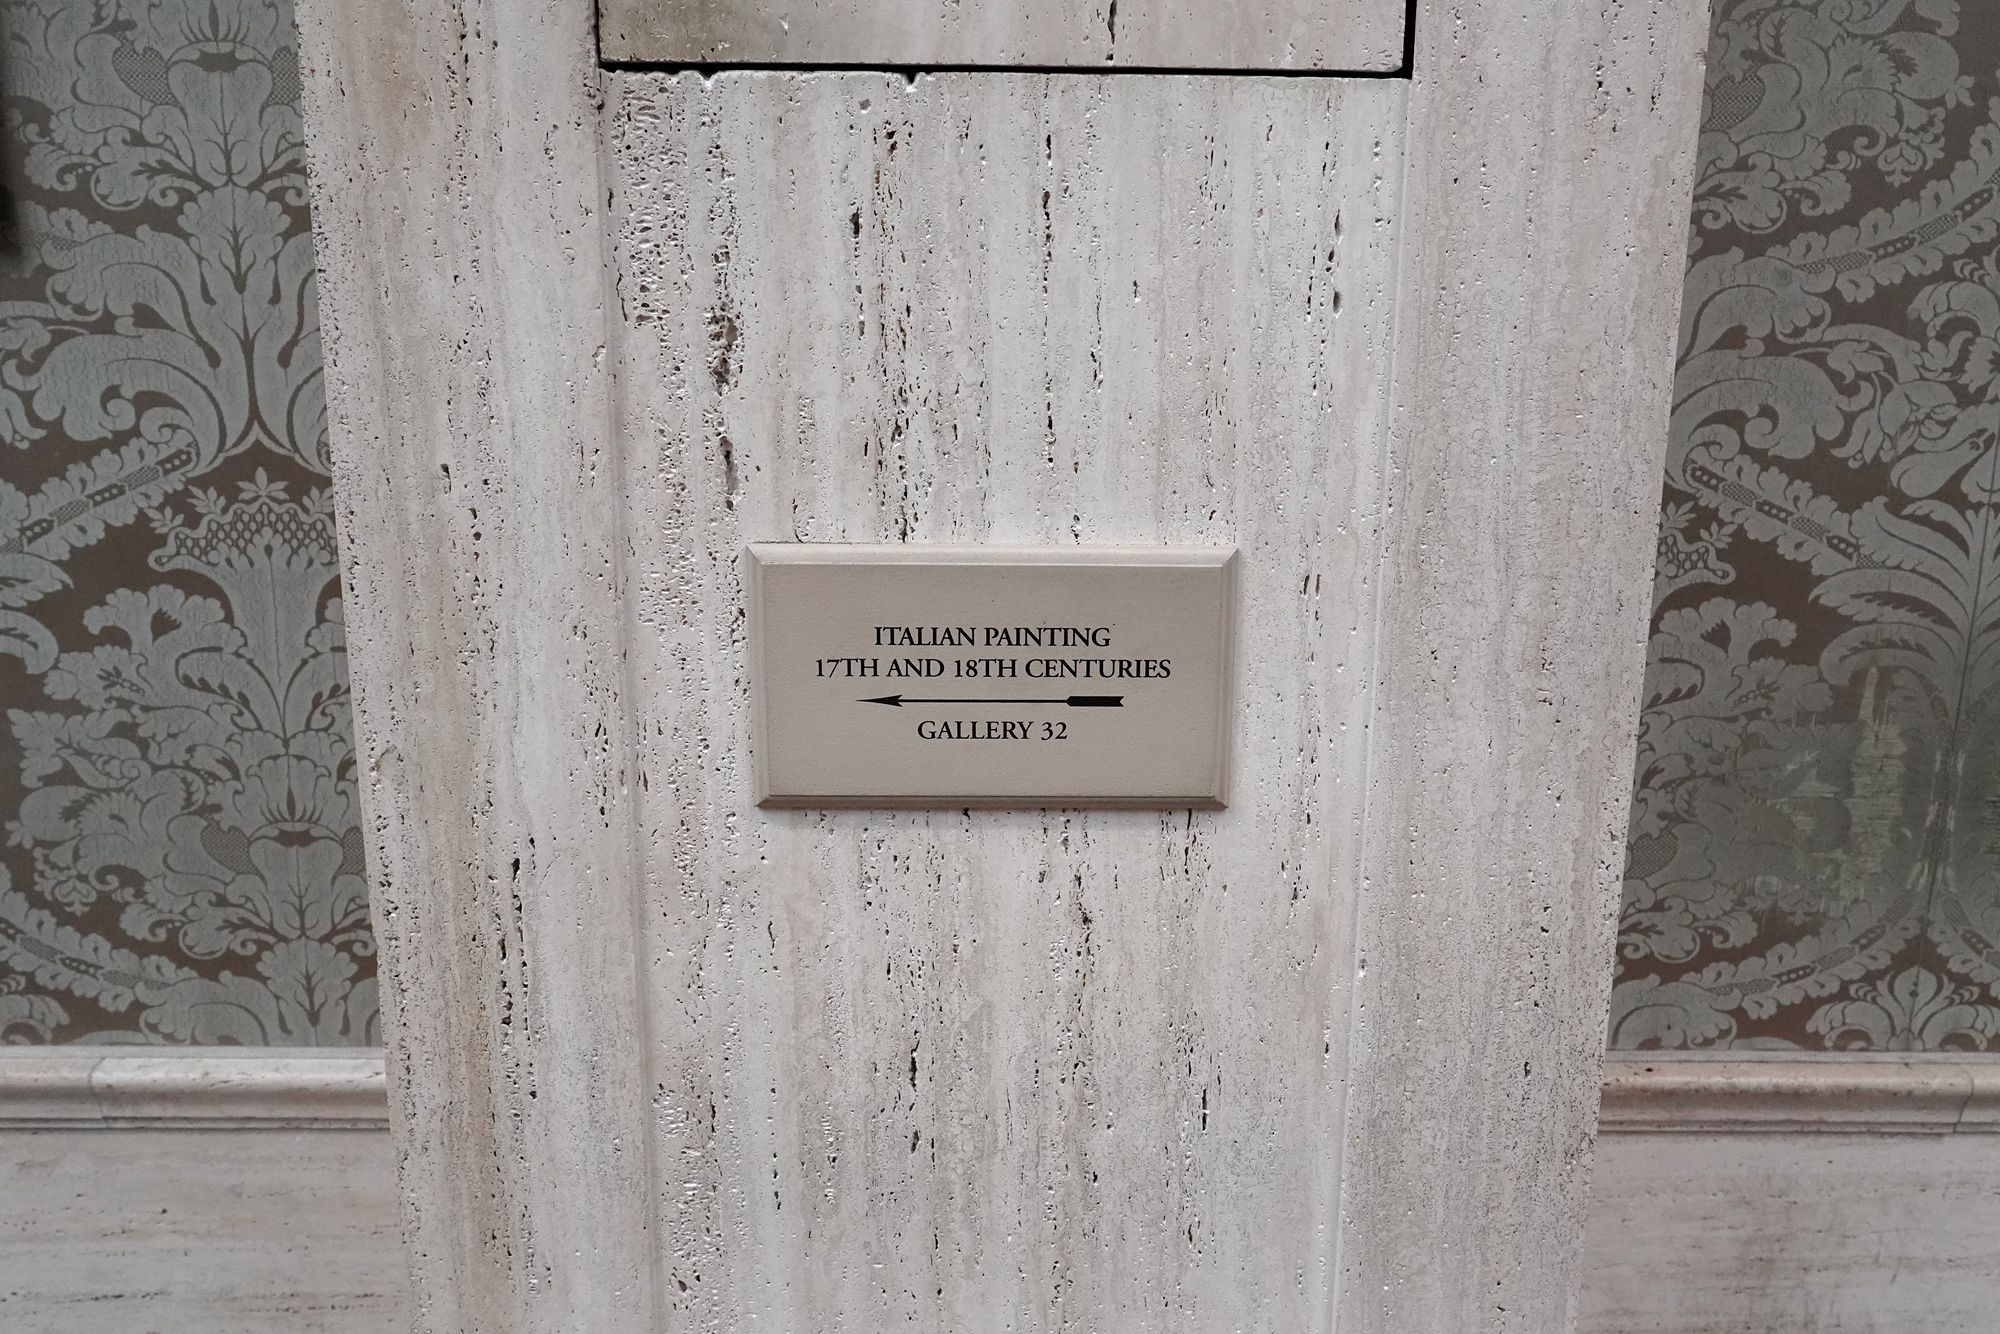 ITALIAN PAINTING
17TH AND 18TH CENTURIES
GALLERY 32